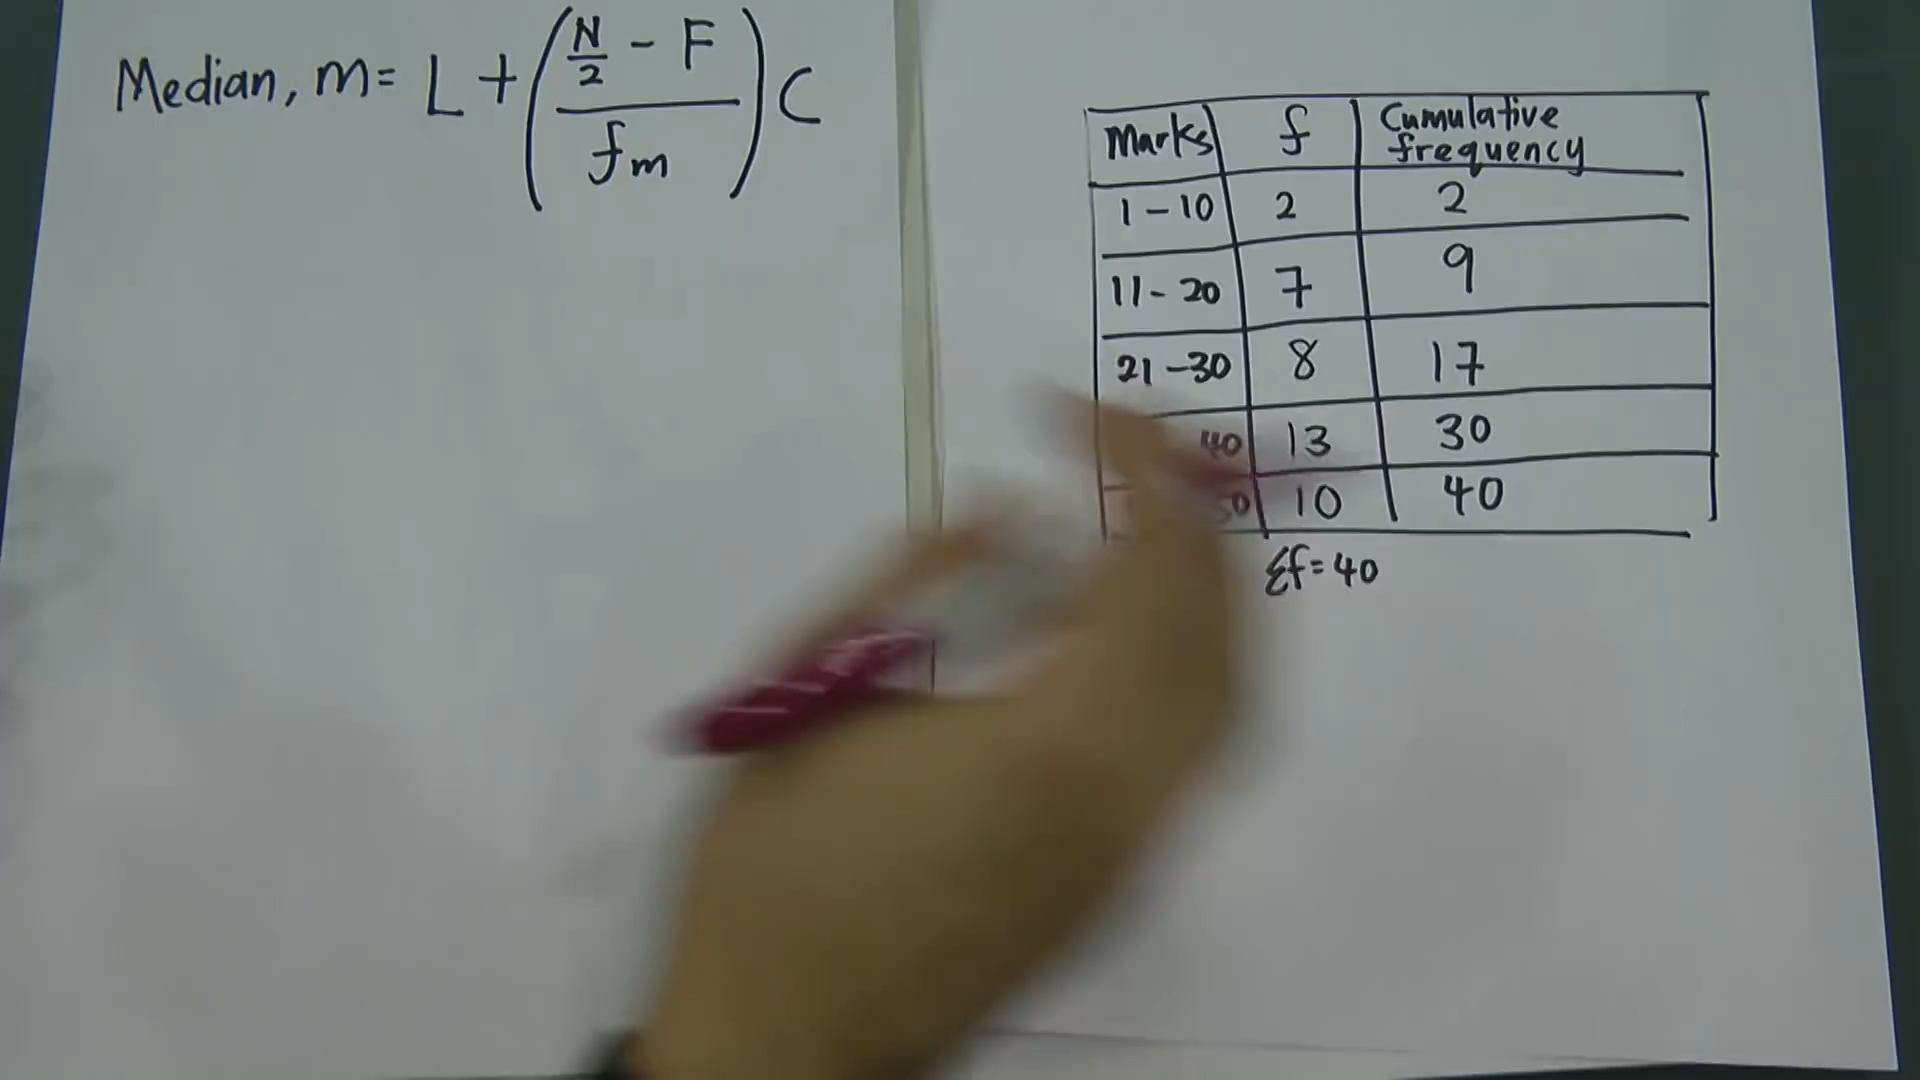 Median, m = L + ( (N/2 - F) / fm ) C
Marks f Cumulative frequency
1 - 10 2 2
11 - 20 7 9
21 - 30 8 17
40 13 30
50 10 40
Σf = 40